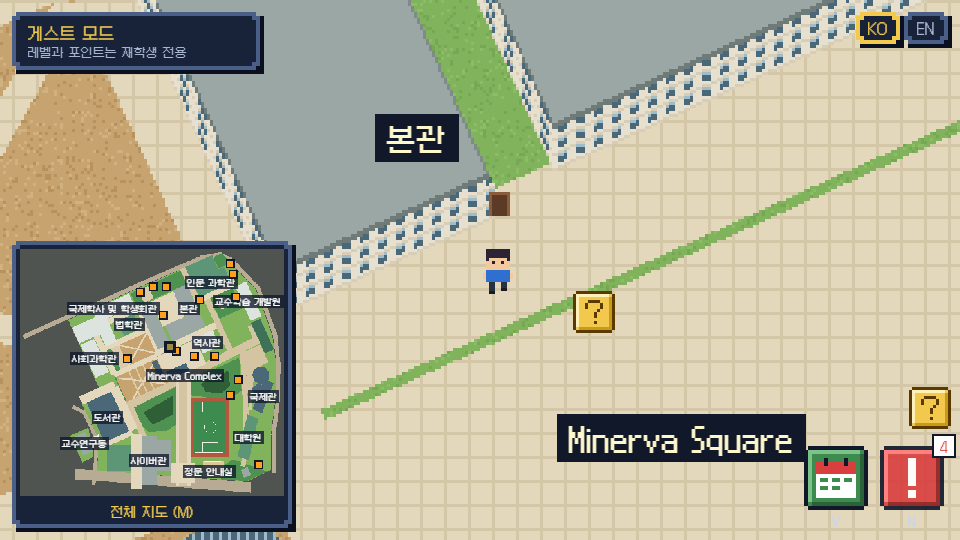 게스트 모드
레벨과 포인트는 재학생 전용
KO
EN
본관
?
?
Minerva Square
4
!
인문 과학관
국제학사 및 학생회관
본관
교수학습 개발원
법학관
역사관
사회과학관
Minerva Complex
국제관
도서관
교수연구동
대학원
사이버관
정문 안내실
전체 지도 (M)